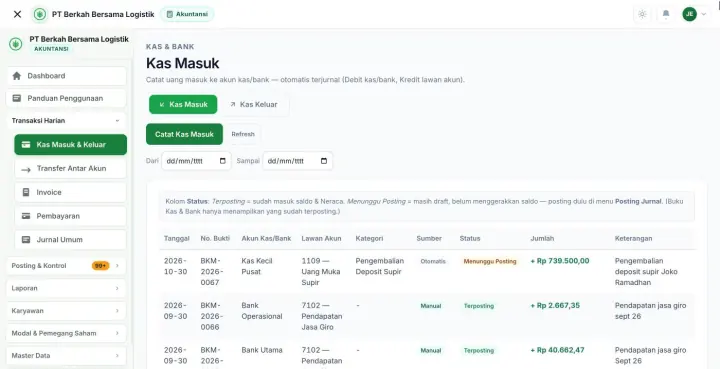 PT Berkah Bersama Logistik
Akuntansi
JE
PT Berkah Bersama Logistik
AKUNTANSI
Dashboard
Panduan Penggunaan
Transaksi Harian
Kas Masuk & Keluar
Transfer Antar Akun
Invoice
Pembayaran
Jurnal Umum
Posting & Kontrol 99+
Laporan
Karyawan
Modal & Pemegang Saham
Master Data
KAS & BANK
Kas Masuk
Catat uang masuk ke akun kas/bank — otomatis terjurnal (Debit kas/bank, Kredit lawan akun).
Kas Masuk
Kas Keluar
Catat Kas Masuk
Refresh
Dari dd/mm/tttt Sampai dd/mm/tttt
Kolom Status: Terposting = sudah masuk saldo & Neraca. Menunggu Posting = masih draft, belum menggerakkan saldo — posting dulu di menu Posting Jurnal. (Buku
Kas & Bank hanya menampilkan yang sudah terposting.)
Tanggal No. Bukti Akun Kas/Bank Lawan Akun Kategori Sumber Status Jumlah Keterangan
2026- BKM- Kas Kecil 1109 — Pengembalian Otomatis Menunggu Posting + Rp 739.500,00 Pengembalian
10-30 2026- Pusat Uang Muka Deposit Supir deposit supir Joko
0067 Supir Ramadhan
2026- BKM- Bank 7102 — - Manual Terposting + Rp 2.667,35 Pendapatan jasa giro
09-30 2026- Operasional Pendapatan sept 26
0066 Jasa Giro
2026- BKM- Bank Utama 7102 — - Manual Terposting + Rp 40.662,47 Pendapatan jasa giro
09-30 2026- Pendapatan Sept 26